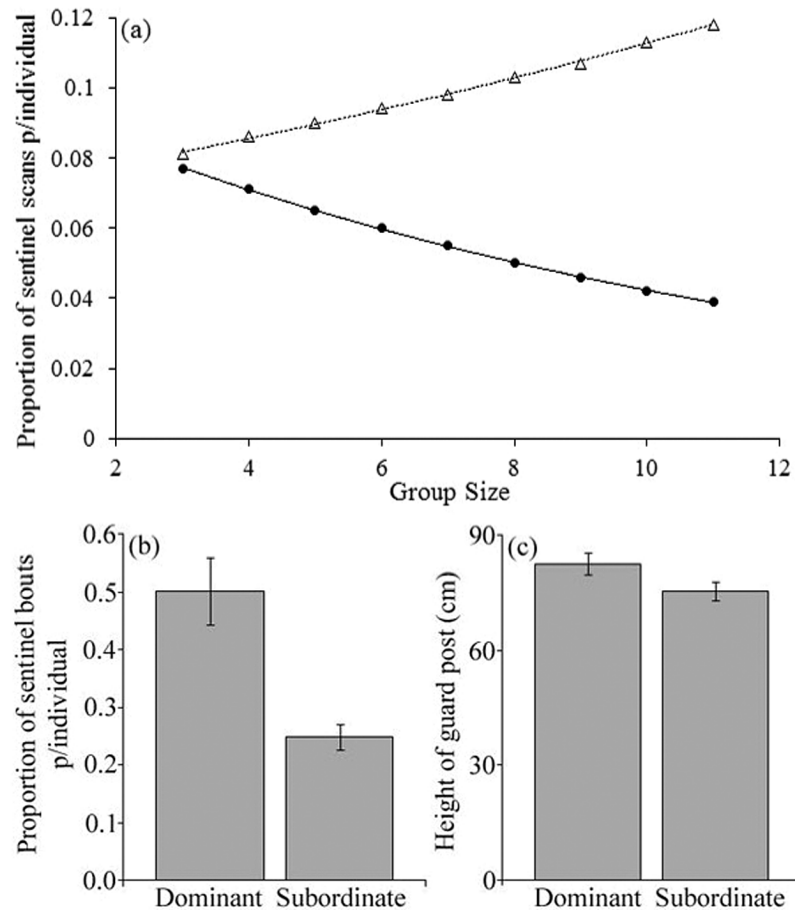 (a)
Proportion of sentinel scans p/individual
0.12
0.1
0.08
0.06
0.04
0.02
0
2 4 6 8 10 12
Group Size
(b)
Proportion of sentinel bouts
p/individual
0.6
0.5
0.4
0.3
0.2
0.1
0.0
Dominant Subordinate
(c)
Height of guard post (cm)
90
60
30
0
Dominant Subordinate